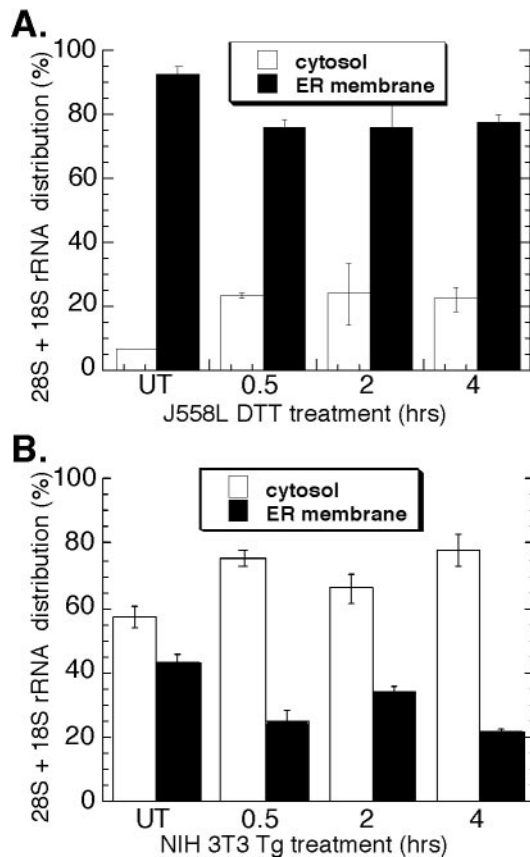 A.
100
80
60
40
20
0
28S + 18S rRNA distribution (%)
cytosol
ER membrane
UT 0.5 2 4
J558L DTT treatment (hrs)
B.
100
80
60
40
20
0
28S + 18S rRNA distribution (%)
cytosol
ER membrane
UT 0.5 2 4
NIH 3T3 Tg treatment (hrs)